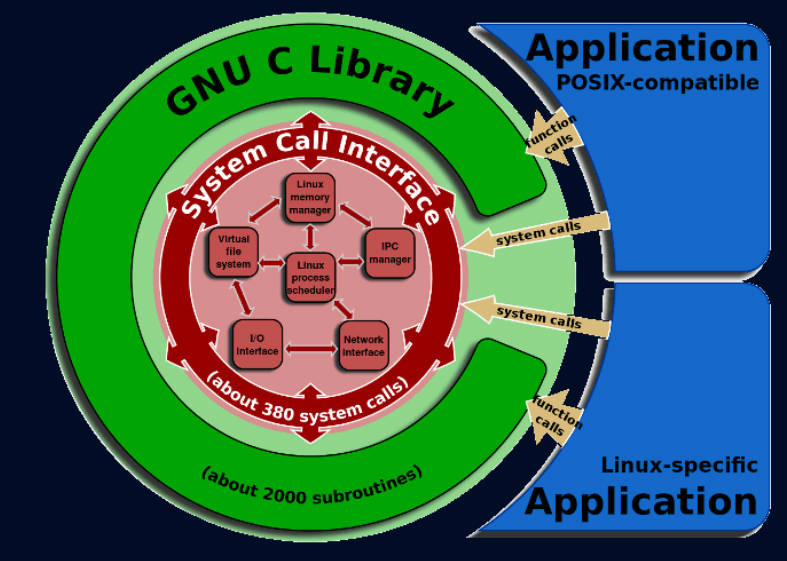 Application
POSIX-compatible
GNU C Library
function
calls
System Call Interface
Linux
memory
manager
system calls
Virtual
file
system
IPC
manager
Linux
process
scheduler
system calls
I/O
interface
Network
interface
(about 380 system calls)
function
calls
(about 2000 subroutines)
Linux-specific
Application